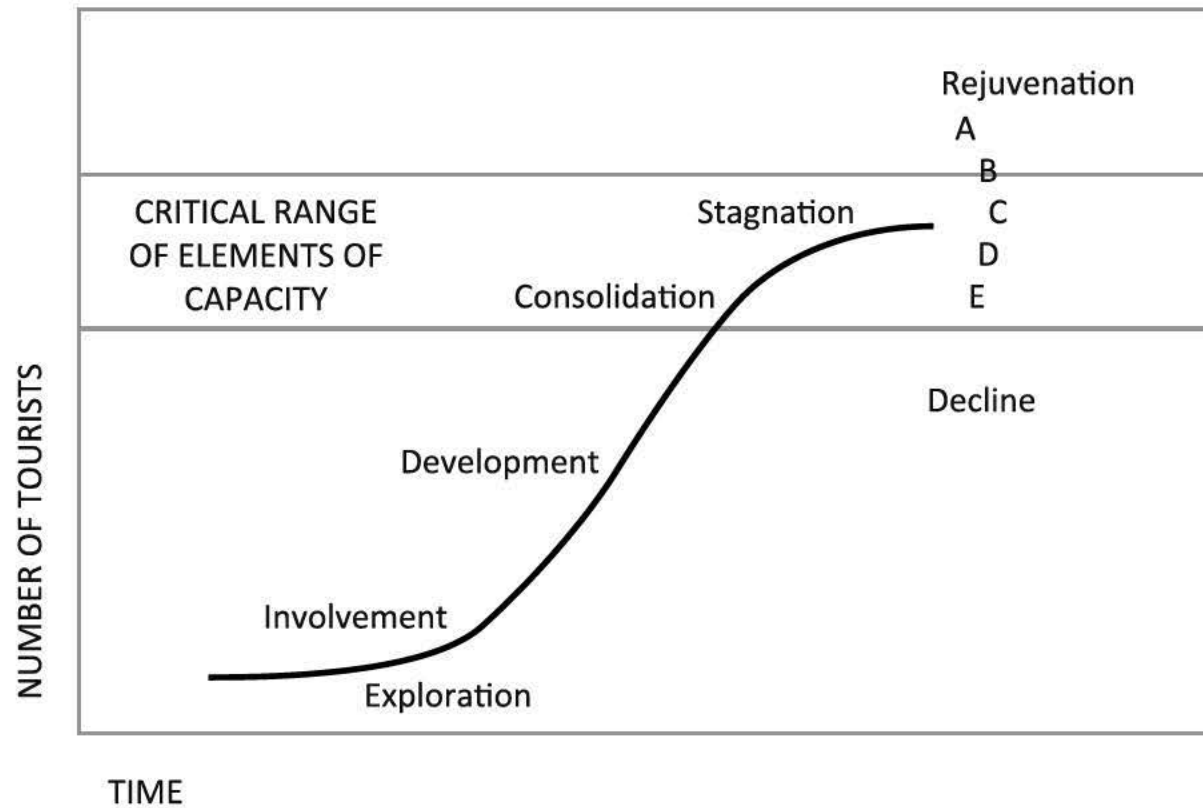 Rejuvenation
A
B
CRITICAL RANGE
OF ELEMENTS OF
CAPACITY
Stagnation
C
D
Consolidation
E
Decline
Development
NUMBER OF TOURISTS
Involvement
Exploration
TIME